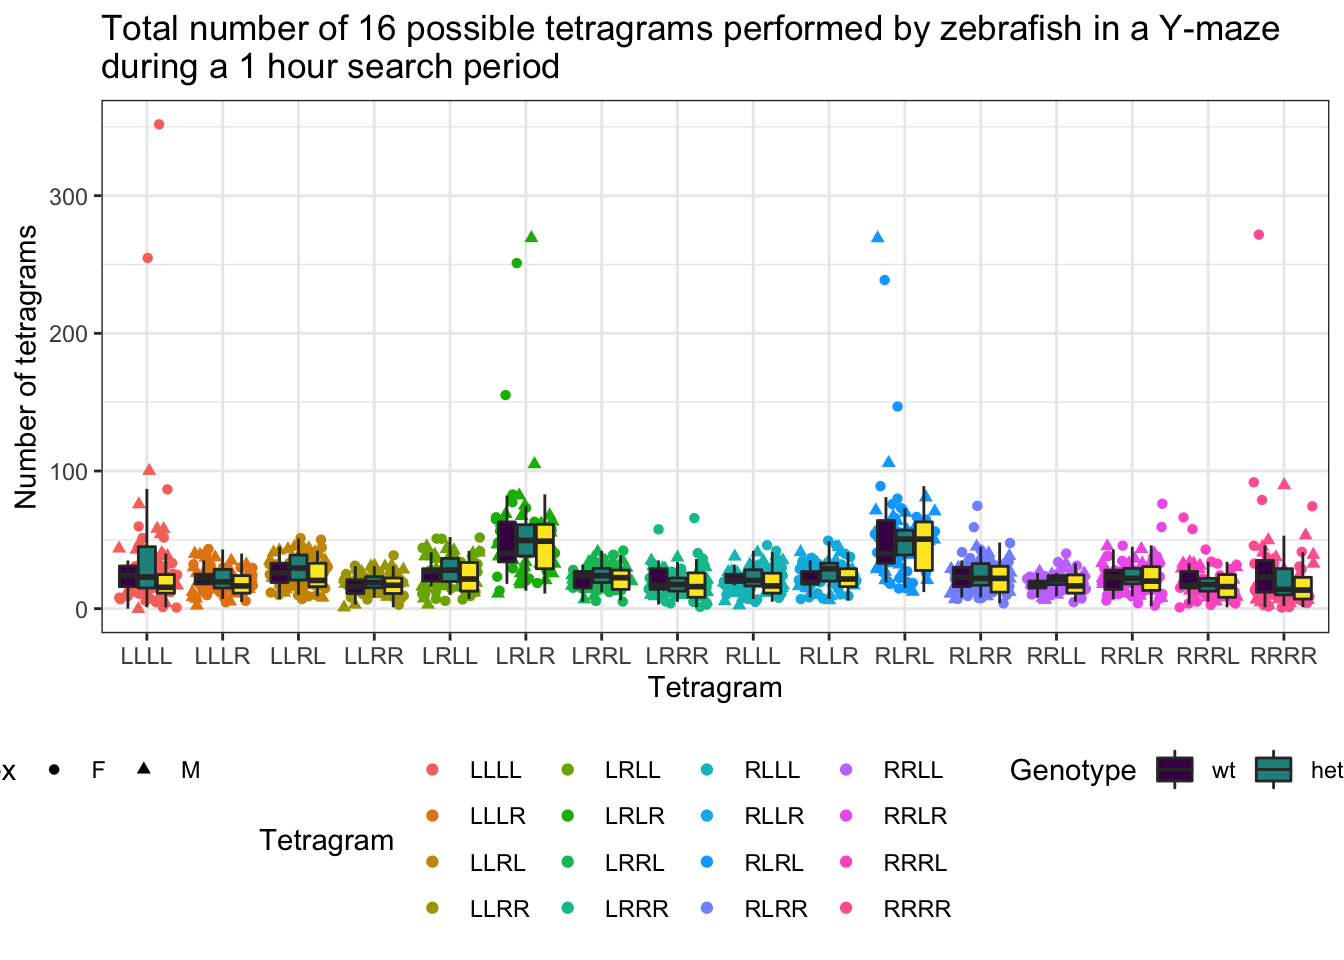 Total number of 16 possible tetragrams performed by zebrafish in a Y-maze
during a 1 hour search period
Number of tetragrams
300
200
100
0
LLLL LLLR LLRL LLRR LRLL LRLR LRRL LRRR RLLL RLLR RLRL RLRR RRLL RRLR RRRL RRRR
Tetragram
ex F M
Tetragram
LLLL LRLL RLLL RRLL
LLLR LRLR RLLR RRLR
LLRL LRRL RLRL RRRL
LLRR LRRR RLRR RRRR
Genotype wt het